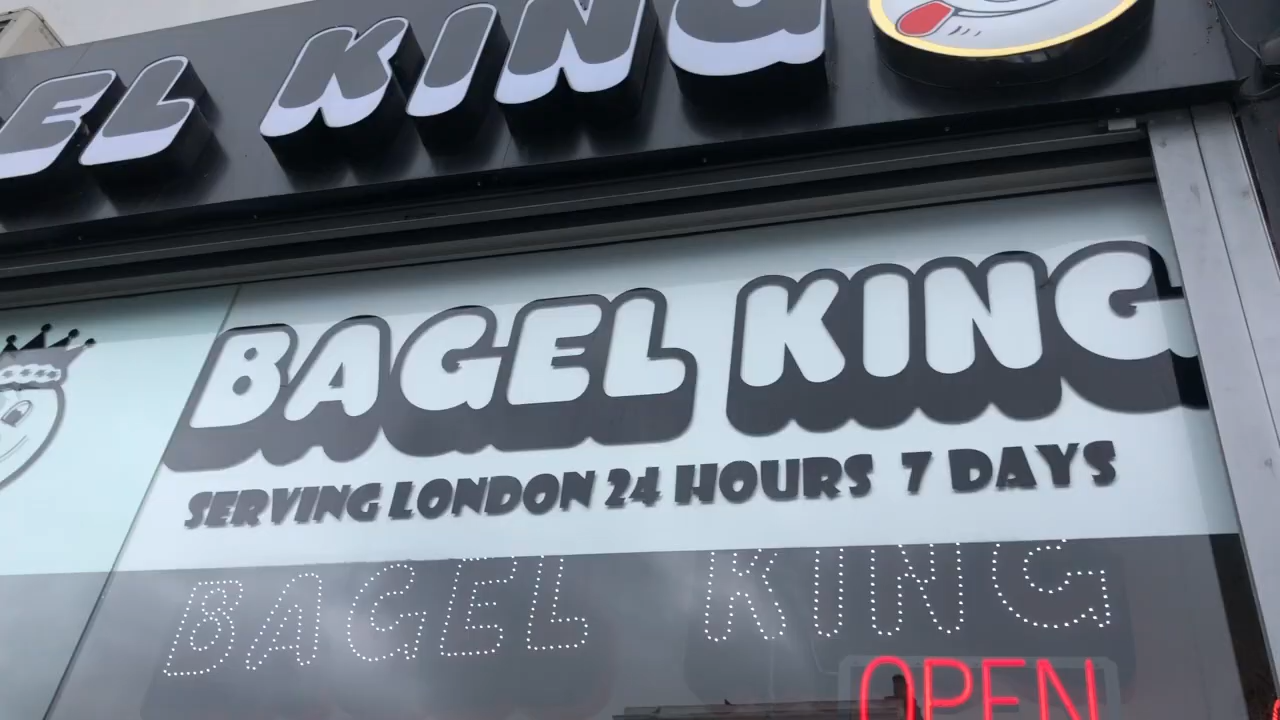 EL KING
BAGEL KING
SERVING LONDON 24 HOURS 7 DAYS
BAGEL KING
OPEN